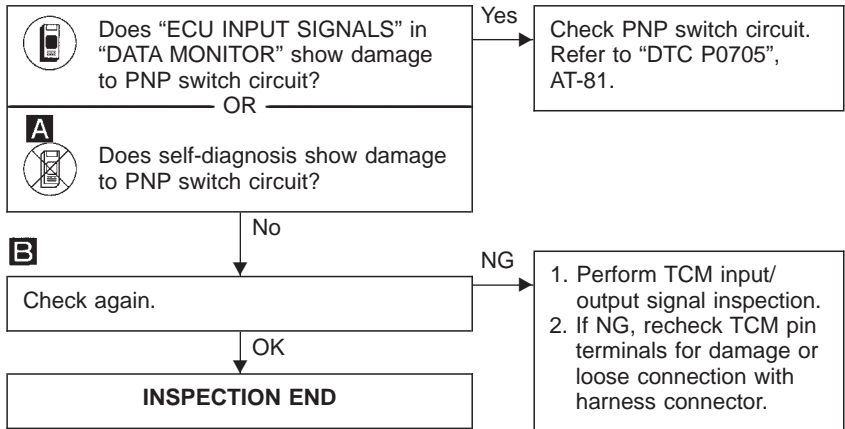 Does “ECU INPUT SIGNALS” in
“DATA MONITOR” show damage
to PNP switch circuit?
OR
A
Does self-diagnosis show damage
to PNP switch circuit?
Yes
Check PNP switch circuit.
Refer to “DTC P0705”,
AT-81.
No
B
Check again.
NG
1. Perform TCM input/
output signal inspection.
2. If NG, recheck TCM pin
terminals for damage or
loose connection with
harness connector.
OK
INSPECTION END